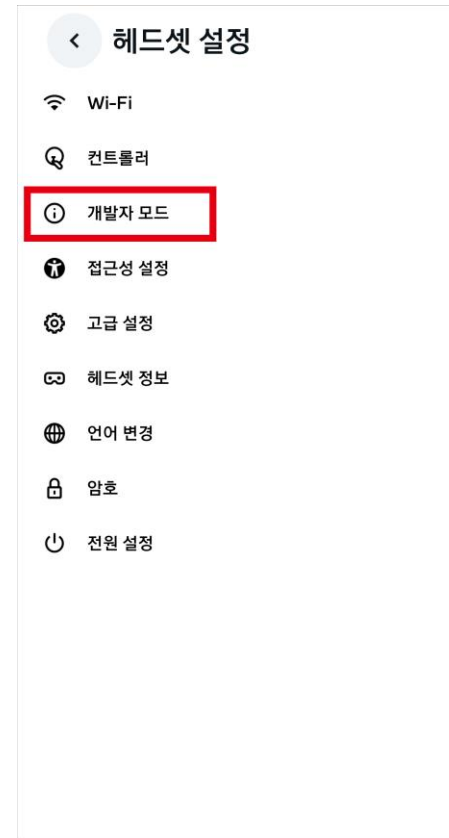 헤드셋 설정
Wi-Fi
컨트롤러
개발자 모드
접근성 설정
고급 설정
헤드셋 정보
언어 변경
암호
전원 설정